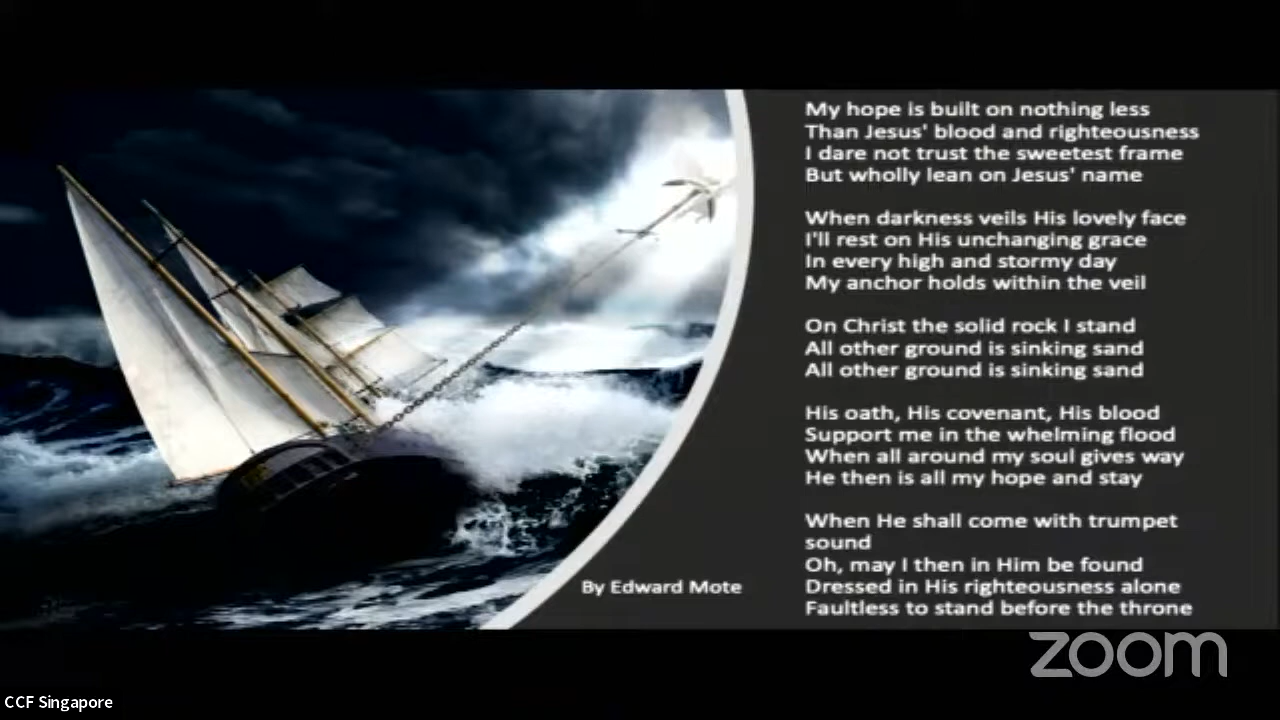 My hope is built on nothing less
Than Jesus' blood and righteousness
I dare not trust the sweetest frame
But wholly lean on Jesus' name
When darkness veils His lovely face
I'll rest on His unchanging grace
In every high and stormy day
My anchor holds within the veil
On Christ the solid rock I stand
All other ground is sinking sand
All other ground is sinking sand
His oath, His covenant, His blood
Support me in the whelming flood
When all around my soul gives way
He then is all my hope and stay
When He shall come with trumpet
sound
Oh, may I then in Him be found
Dressed in His righteousness alone
Faultless to stand before the throne
By Edward Mote
zoom
CCF Singapore